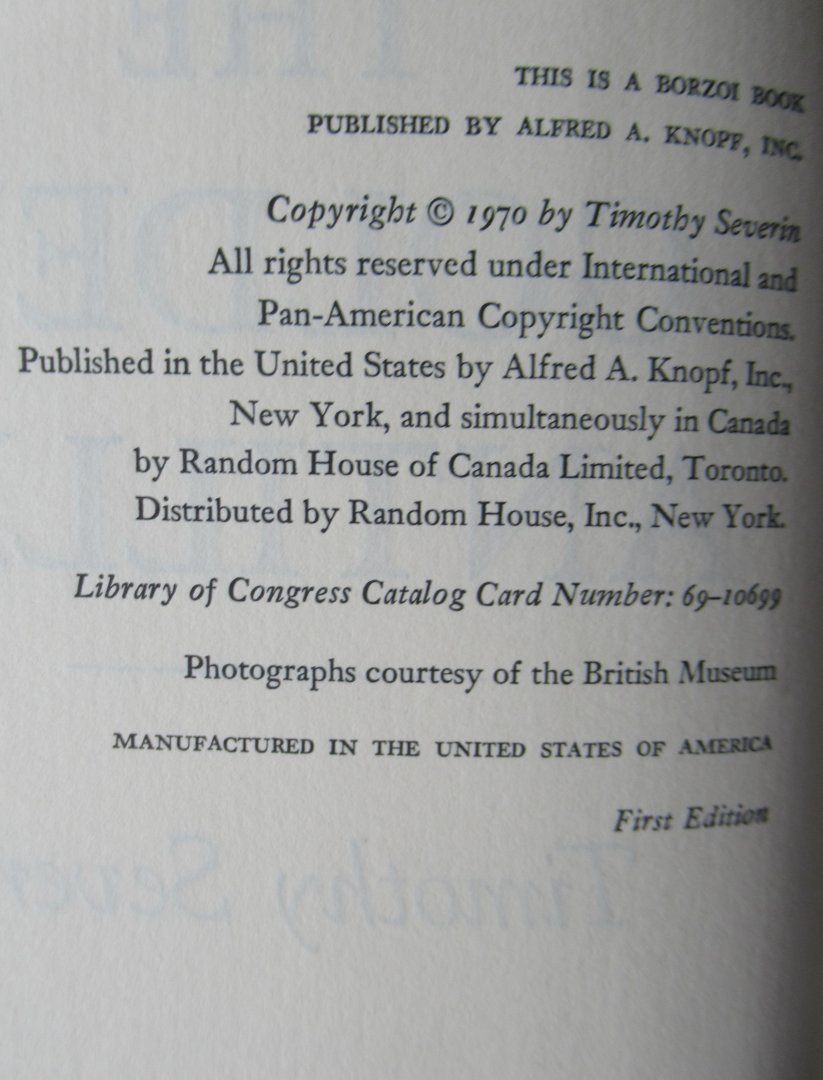 THIS IS A BORZOI BOOK
PUBLISHED BY ALFRED A. KNOPF, INC.
Copyright © 1970 by Timothy Severin
All rights reserved under International and
Pan-American Copyright Conventions.
Published in the United States by Alfred A. Knopf, Inc.,
New York, and simultaneously in Canada
by Random House of Canada Limited, Toronto.
Distributed by Random House, Inc., New York.
Library of Congress Catalog Card Number: 69-10699
Photographs courtesy of the British Museum
MANUFACTURED IN THE UNITED STATES OF AMERICA
First Edition